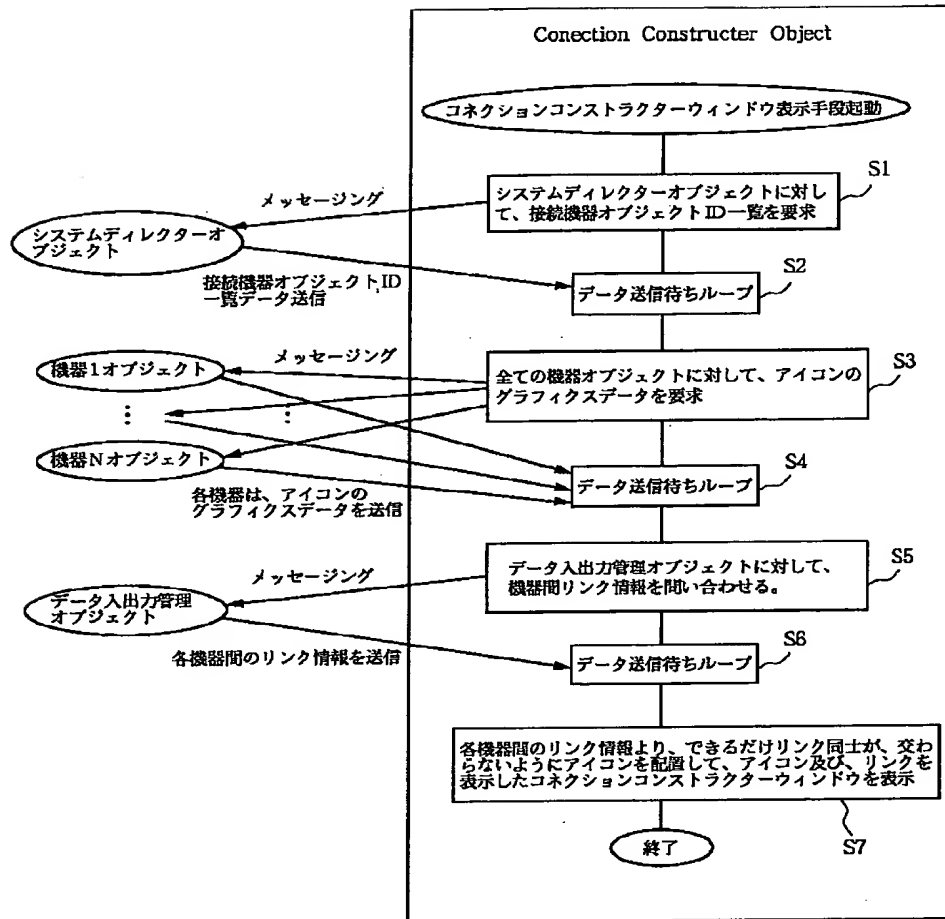 Conection Constructer Object
コネクションコンストラクターウィンドウ表示手段起動
S1
メッセージング
システムディレクターオブジェクトに対し
て、接続機器オブジェクトID一覧を要求
システムディレクターオ
ブジェクト
S2
接続機器オブジェクトID
一覧データ送信
データ送信待ちループ
メッセージング
機器1オブジェクト
S3
全ての機器オブジェクトに対して、アイコンの
グラフィクスデータを要求
機器Nオブジェクト
S4
データ送信待ちループ
各機器は、アイコンの
グラフィクスデータを送信
S5
メッセージング
データ入出力管理オブジェクトに対して、
機器間リンク情報を問い合わせる。
データ入出力管理
オブジェクト
S6
各機器間のリンク情報を送信
データ送信待ちループ
各機器間のリンク情報より、できるだけリンク同士が、交わ
らないようにアイコンを配置して、アイコン及び、リンクを
表示したコネクションコンストラクターウィンドウを表示
S7
終了